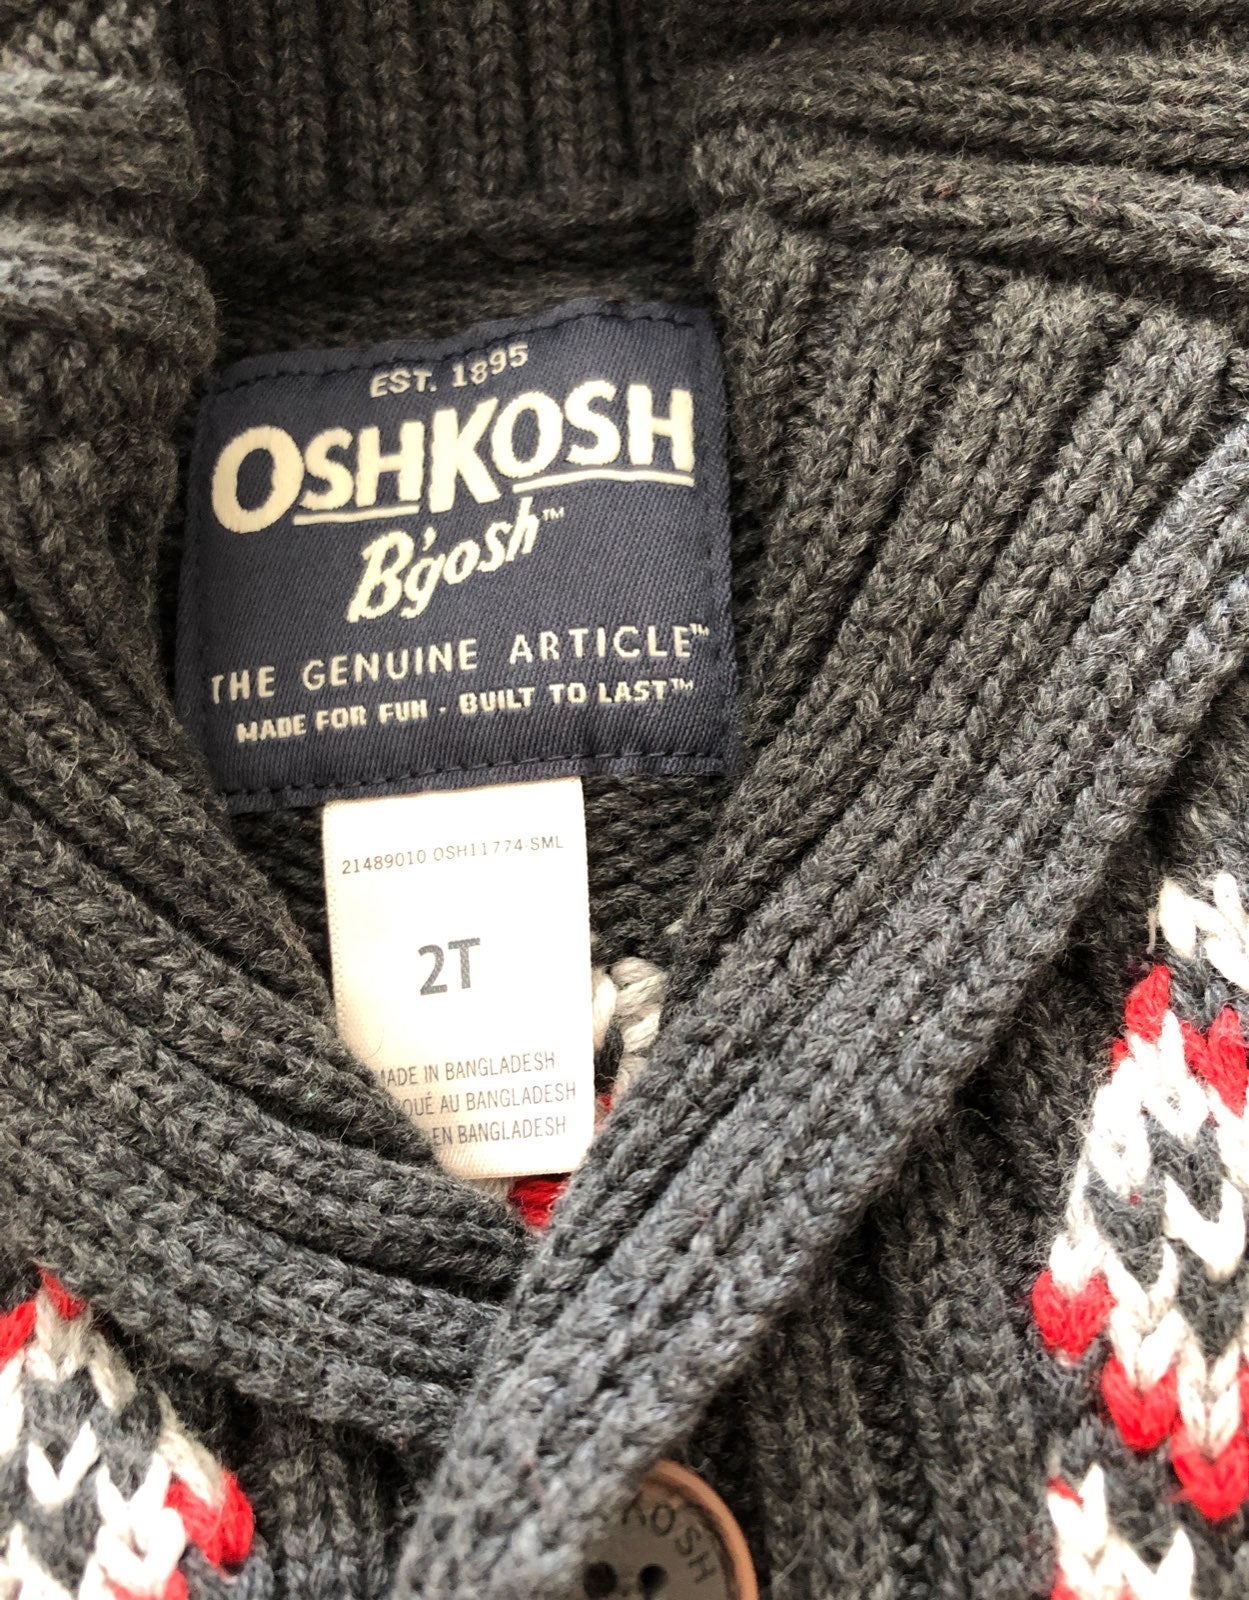 EST. 1895
OSHKOSH
B'gosh™
THE GENUINE ARTICLE™
MADE FOR FUN · BUILT TO LAST™
21489010 OSH11774-SML
2T
MADE IN BANGLADESH
AU BANGLADESH
EN BANGLADESH
KOSH